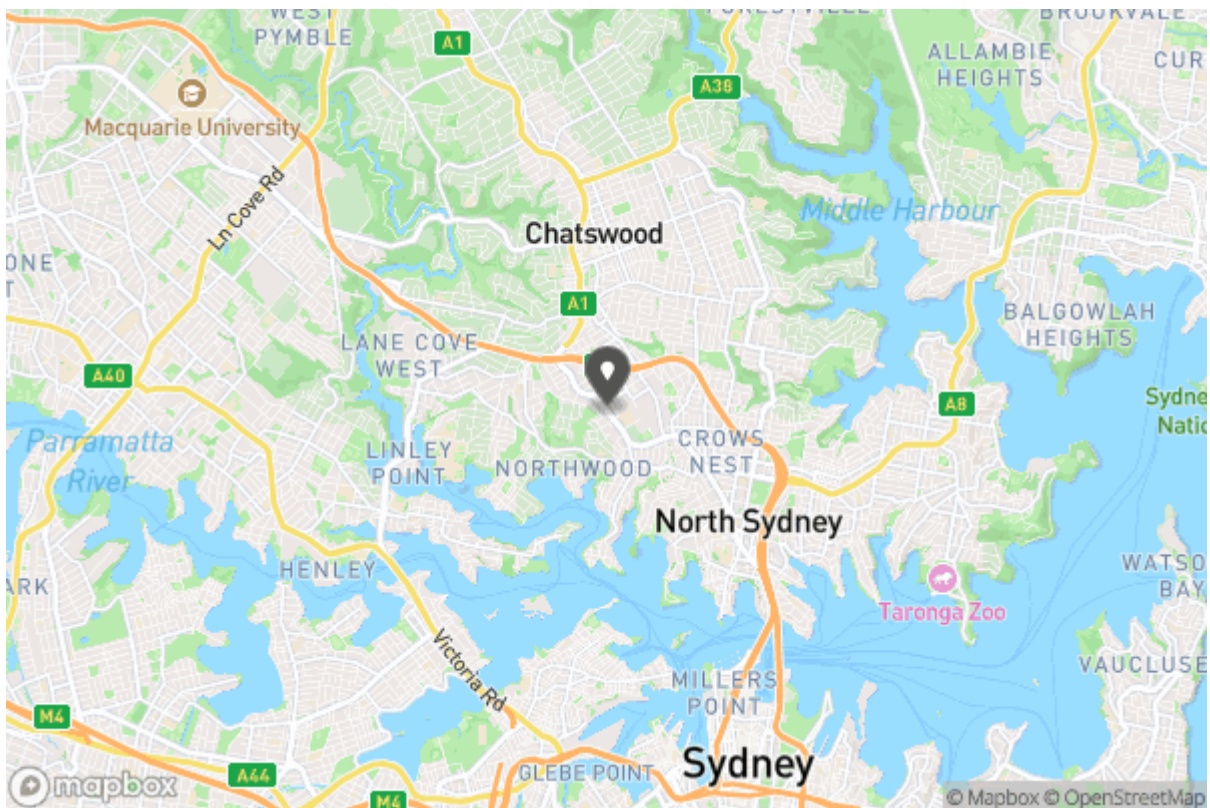 WEST
PYMBLE
A1
FORESTVILLE
BROOKVALE
A38
ALLAMBIE
HEIGHTS
CUR
Macquarie University
Ln Cove Rd
Chatswood
Middle Harbour
ONE
T
A1
BALGOWLAH
HEIGHTS
LANE COVE
WEST
A40
A8
Sydne
Natio
Parramatta
River
LINLEY
POINT
NORTHWOOD
CROWS
NEST
North Sydney
HENLEY
ARK
WATSO
BAY
Taronga Zoo
Victoria Rd
MILLERS
POINT
VAUCLUSE
M4
A44
GLEBE POINT
Sydney
mapbox
M4
© Mapbox © OpenStreetMap